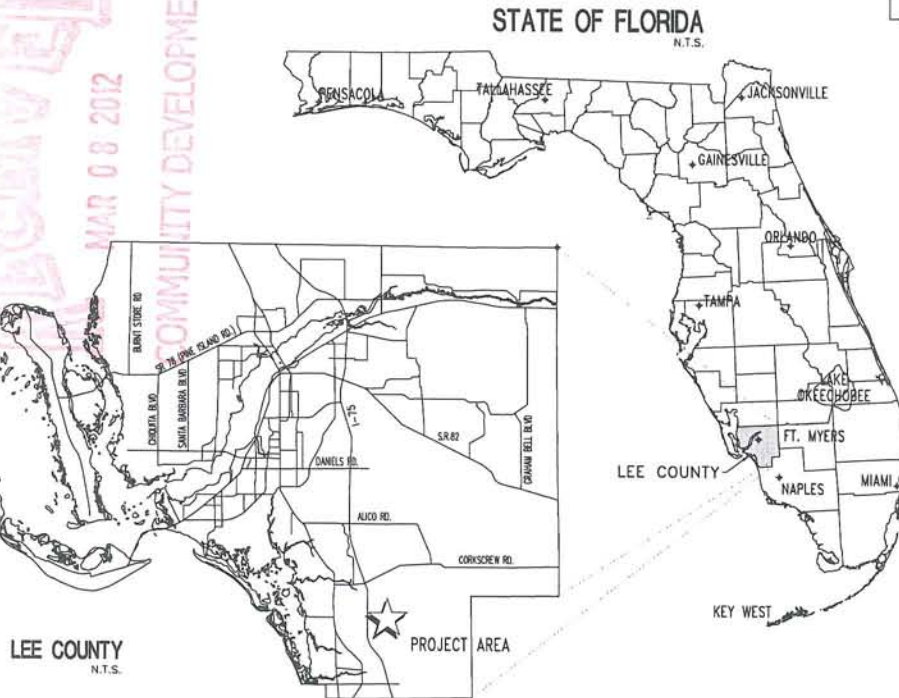 STATE OF FLORIDA
N.T.S.
MAR 08 2012
COMMUNITY DEVELOPME
PENSACOLA
TALLAHASSEE
JACKSONVILLE
GAINESVILLE
ORLANDO
TAMPA
LAKE
OKEECHOBEE
FT. MYERS
LEE COUNTY
NAPLES
MIAMI
KEY WEST
BURNT STORE RD
SR 78 (PINE ISLAND RD.)
CHIQUITA BLVD
SANTA BARBARA BLVD
I-75
S.R.82
GRAHAM BELL BLVD
DANIELS RD.
ALICO RD.
CORKSCREW RD.
PROJECT AREA
LEE COUNTY
N.T.S.